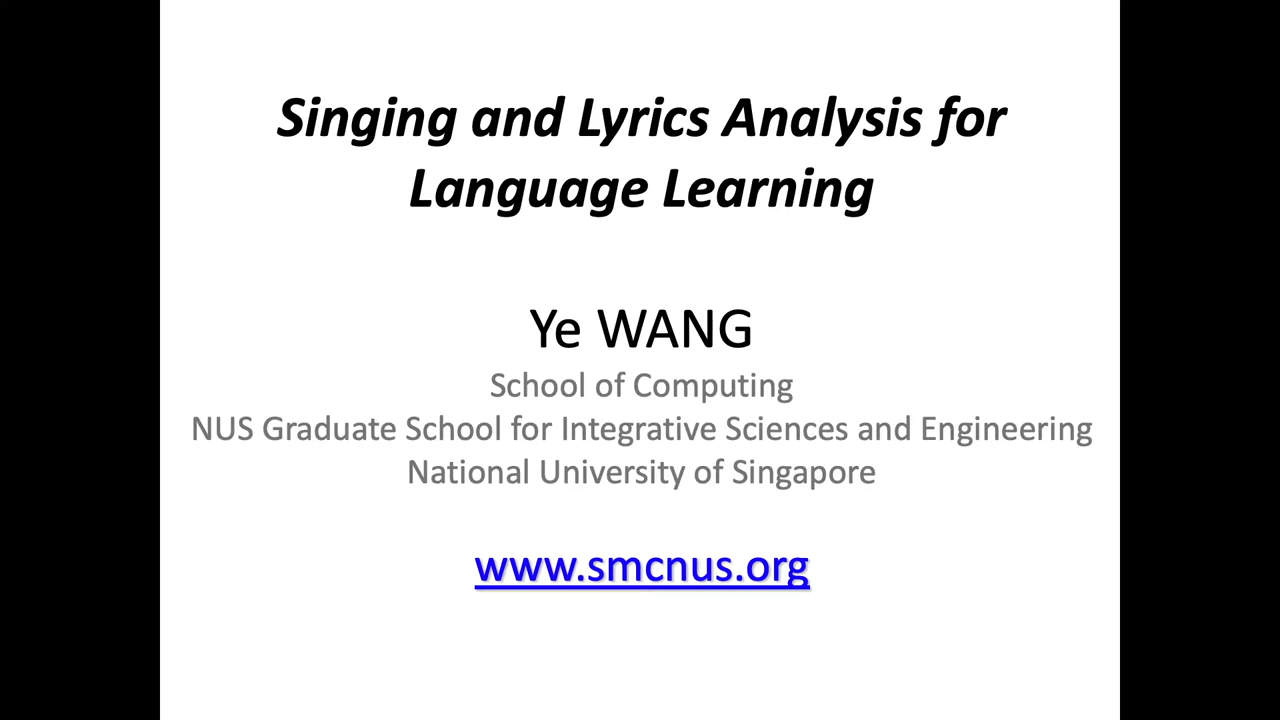 Singing and Lyrics Analysis for
Language Learning
Ye WANG
School of Computing
NUS Graduate School for Integrative Sciences and Engineering
National University of Singapore
www.smcnus.org